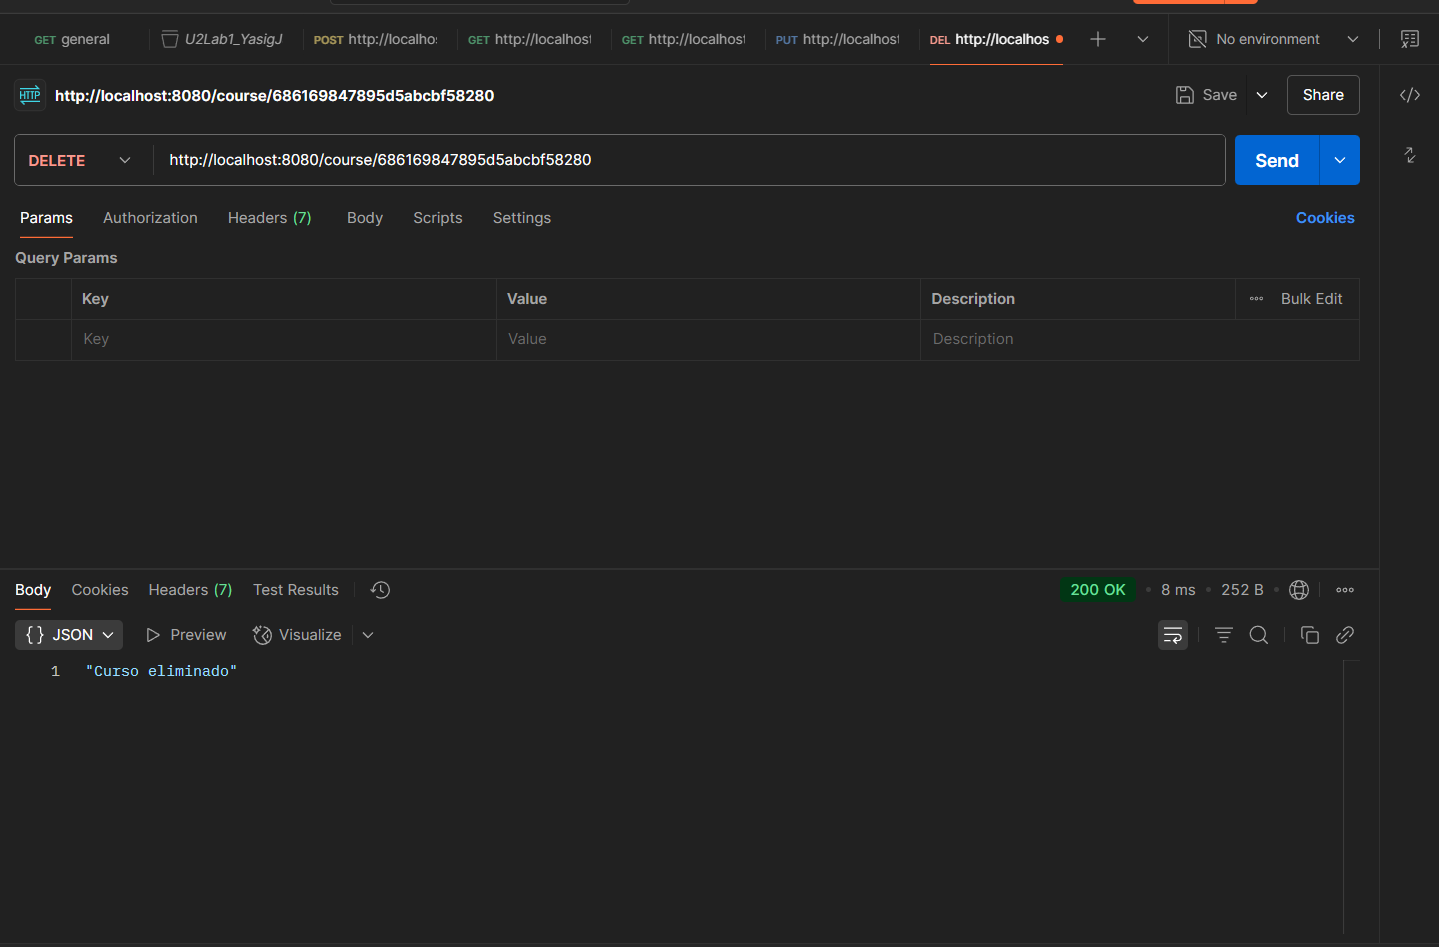 GET general U2Lab1_YasigJ POST http://localho GET http://localhost GET http://localhost PUT http://localhost DEL http://localhos No environment
HTTP http://localhost:8080/course/686169847895d5abcbf58280 Save Share
DELETE http://localhost:8080/course/686169847895d5abcbf58280 Send
Params Authorization Headers (7) Body Scripts Settings Cookies
Query Params
Key Value Description Bulk Edit
Key Value Description
Body Cookies Headers (7) Test Results 200 OK 8 ms 252 B
{} JSON Preview Visualize
1 "Curso eliminado"